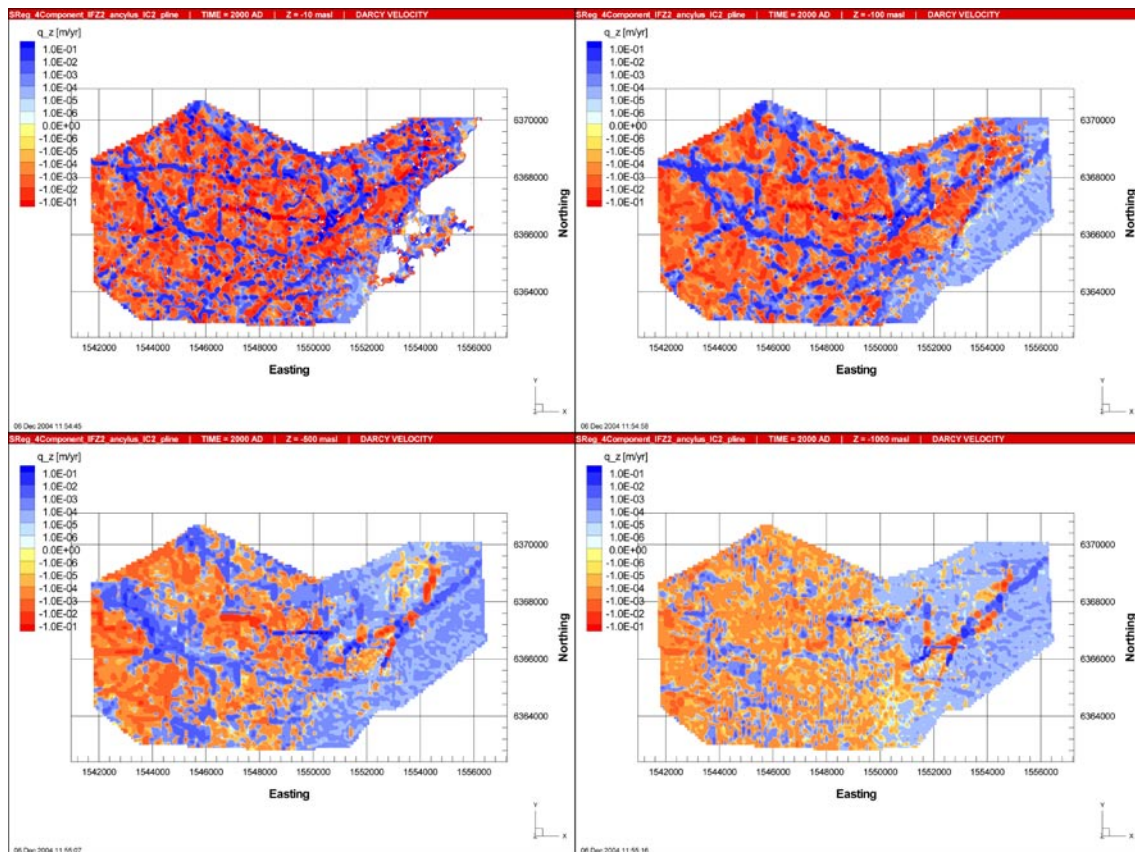 SReg_4Component_IFZ2_ancylus_IC2_pline | TIME = 2000 AD | Z = -10 masl | DARCY VELOCITY
q_z [m/yr]
1.0E-01
1.0E-02
1.0E-03
1.0E-04
1.0E-05
1.0E-06
0.0E+00
-1.0E-06
-1.0E-05
-1.0E-04
-1.0E-03
-1.0E-02
-1.0E-01
6370000
6368000
6366000
6364000
Northing
1542000 1544000 1546000 1548000 1550000 1552000 1554000 1556000
Easting
Y
Z X
06 Dec 2004 11:54:45
SReg_4Component_IFZ2_ancylus_IC2_pline | TIME = 2000 AD | Z = -100 masl | DARCY VELOCITY
q_z [m/yr]
1.0E-01
1.0E-02
1.0E-03
1.0E-04
1.0E-05
1.0E-06
0.0E+00
-1.0E-06
-1.0E-05
-1.0E-04
-1.0E-03
-1.0E-02
-1.0E-01
6370000
6368000
6366000
6364000
Northing
1542000 1544000 1546000 1548000 1550000 1552000 1554000 1556000
Easting
Y
Z X
06 Dec 2004 11:54:58
SReg_4Component_IFZ2_ancylus_IC2_pline | TIME = 2000 AD | Z = -500 masl | DARCY VELOCITY
q_z [m/yr]
1.0E-01
1.0E-02
1.0E-03
1.0E-04
1.0E-05
1.0E-06
0.0E+00
-1.0E-06
-1.0E-05
-1.0E-04
-1.0E-03
-1.0E-02
-1.0E-01
6370000
6368000
6366000
6364000
Northing
1542000 1544000 1546000 1548000 1550000 1552000 1554000 1556000
Easting
Y
Z X
06 Dec 2004 11:55:07
SReg_4Component_IFZ2_ancylus_IC2_pline | TIME = 2000 AD | Z = -1000 masl | DARCY VELOCITY
q_z [m/yr]
1.0E-01
1.0E-02
1.0E-03
1.0E-04
1.0E-05
1.0E-06
0.0E+00
-1.0E-06
-1.0E-05
-1.0E-04
-1.0E-03
-1.0E-02
-1.0E-01
6370000
6368000
6366000
6364000
Northing
1542000 1544000 1546000 1548000 1550000 1552000 1554000 1556000
Easting
Y
Z X
06 Dec 2004 11:55:16